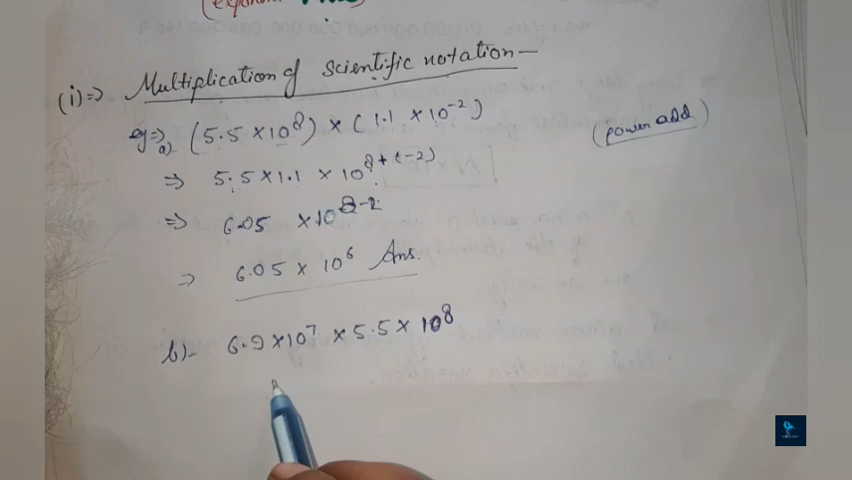 (exponent
(i)⇒ Multiplication of Scientific notation—
eg⇒ a) (5.5 × 10⁸) × (1.1 × 10⁻²)
(power add)
⇒ 5.5 × 1.1 × 10⁸⁺⁽⁻²⁾
⇒ 6.05 × 10⁸⁻²
⇒ 6.05 × 10⁶ Ans.
b)- 6.9 × 10⁷ × 5.5 × 10⁸